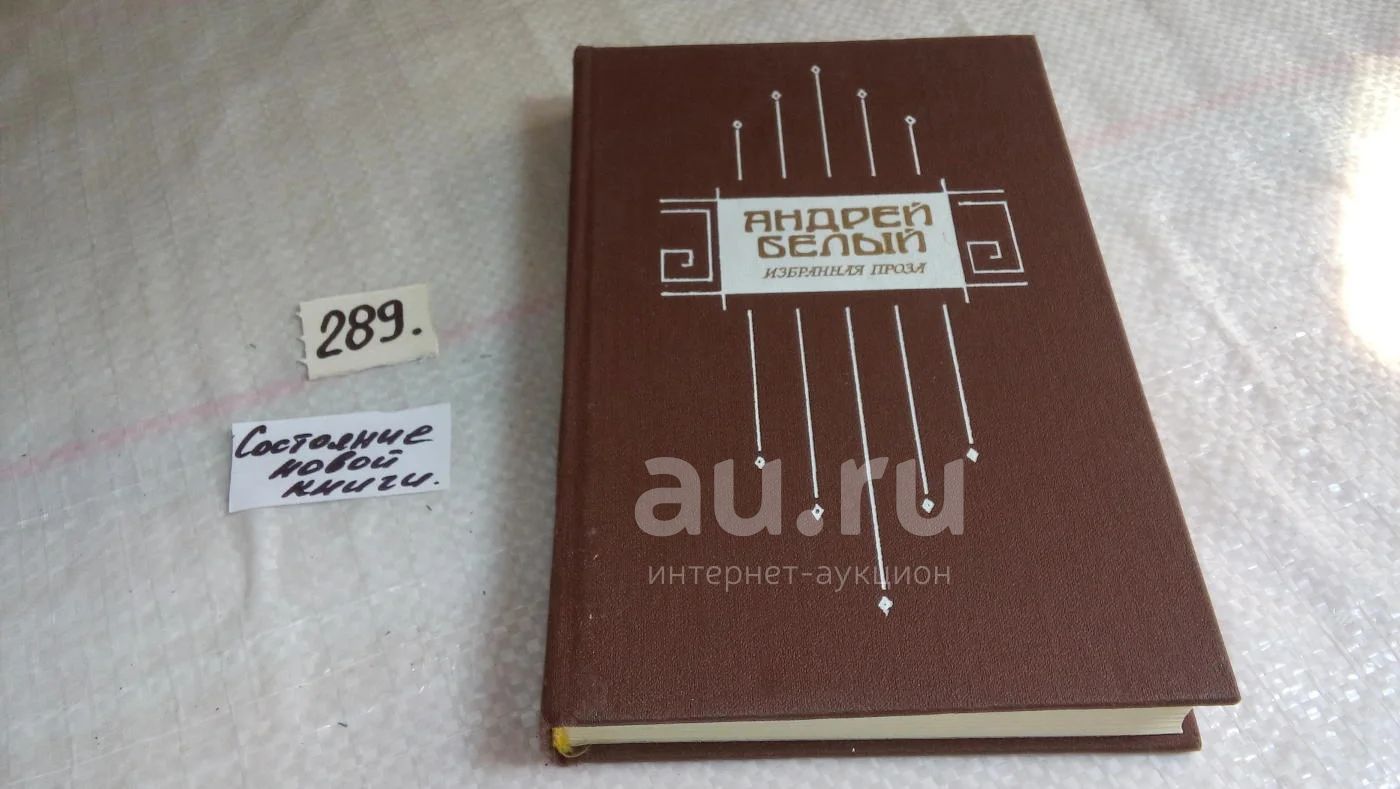 АНДРЕЙ
БЕЛЫЙ
ИЗБРАННАЯ ПРОЗА
289.
Состояние
новой
книги.
au.ru
интернет-аукцион